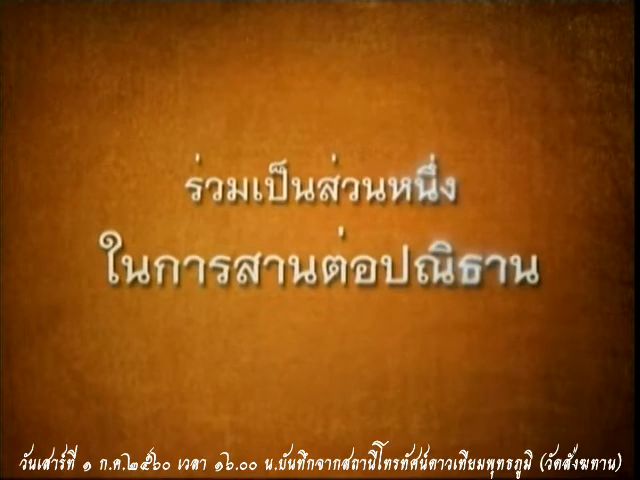 ร่วมเป็นส่วนหนึ่ง
ในการสานต่อปณิธาน
วันเสาร์ที่ ๑ ก.ค.๒๕๖๐ เวลา ๑๖.๐๐ น.บันทึกจากสถานีโทรทัศน์ดาวเทียมพุทธภูมิ (วัดสังฆทาน)